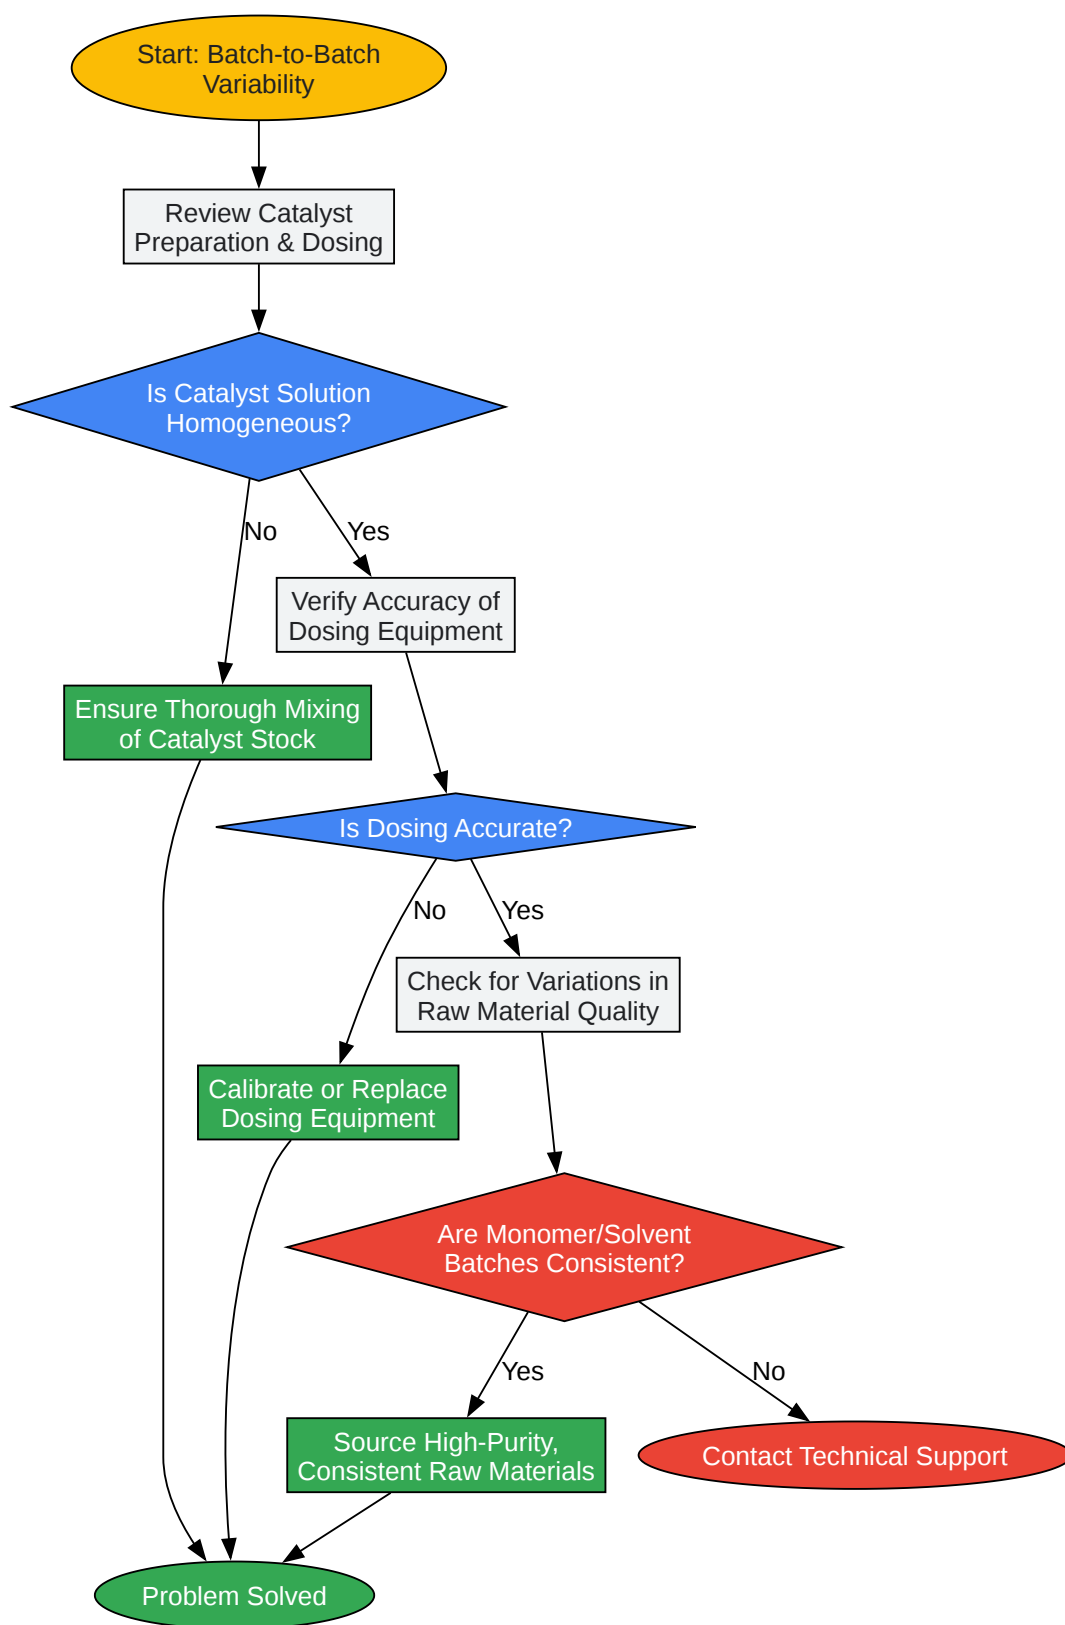 Start: Batch-to-Batch
Variability
Review Catalyst
Preparation & Dosing
Is Catalyst Solution
Homogeneous?
No
Yes
Verify Accuracy of
Dosing Equipment
Ensure Thorough Mixing
of Catalyst Stock
Is Dosing Accurate?
No
Yes
Check for Variations in
Raw Material Quality
Calibrate or Replace
Dosing Equipment
Are Monomer/Solvent
Batches Consistent?
Yes
No
Source High-Purity,
Consistent Raw Materials
Contact Technical Support
Problem Solved